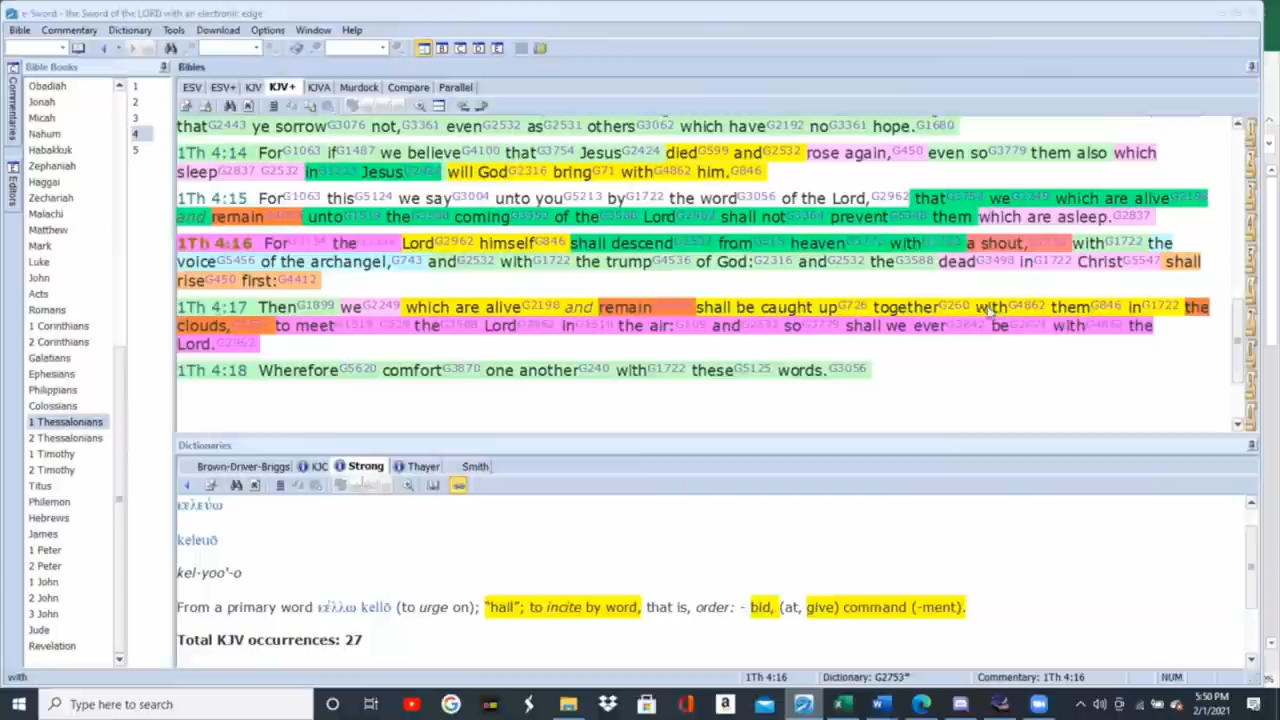 e-Sword - the Sword of the LORD with an electronic edge
Bible Commentary Dictionary Tools Download Options Window Help
Bible Books
Bibles
ESV ESV+ KJV KJV+ KJVA Murdock Compare Parallel
Commentaries
Editors
Obadiah
Jonah
Micah
Nahum
Habakkuk
Zephaniah
Haggai
Zechariah
Malachi
Matthew
Mark
Luke
John
Acts
Romans
1 Corinthians
2 Corinthians
Galatians
Ephesians
Philippians
Colossians
1 Thessalonians
2 Thessalonians
1 Timothy
2 Timothy
Titus
Philemon
Hebrews
James
1 Peter
2 Peter
1 John
2 John
3 John
Jude
Revelation
1
2
3
4
5
thatG2443 ye sorrowG3076 not,G3361 evenG2532 asG2531 othersG3062 which haveG2192 noG3361 hope.G1680
1Th 4:14 ForG1063 ifG1487 we believeG4100 thatG3754 JesusG2424 diedG599 andG2532 rose again,G450 even soG3779 them also which
sleepG2837 G2532 in Jesus will GodG2316 bringG71 withG4862 him.G846
1Th 4:15 ForG1063 thisG5124 we sayG3004 unto youG5213 byG1722 the wordG3056 of the Lord,G2962 that we which are alive
and remain unto the coming of the Lord shall not prevent them which are asleep.G2837
1Th 4:16 For the LordG2962 himselfG846 shall descend from heaven with a shout, withG1722 the
voiceG5456 of the archangel,G743 andG2532 withG1722 the trumpG4536 of God:G2316 andG2532 theG3588 deadG3498 inG1722 ChristG5547 shall
riseG450 first:G4412
1Th 4:17 ThenG1899 weG2249 which are aliveG2198 and remain shall be caught upG726 togetherG260 withG4862 themG846 inG1722 the
clouds, to meet the Lord in the air: and so shall we ever be with the
Lord.G2962
1Th 4:18 WhereforeG5620 comfortG3870 one anotherG240 withG1722 theseG5125 words.G3056
Dictionaries
Brown-Driver-Briggs KJC Strong Thayer Smith
κελεύω
keleuō
kel-yoo'-o
From a primary word κέλλω kellō (to urge on); "hail"; to incite by word, that is, order: - bid, (at, give) command (-ment).
Total KJV occurrences: 27
with 1Th 4:16 Dictionary: G2753* Commentary: 1Th 4:16 NUM
Type here to search
5:50 PM
2/1/2021